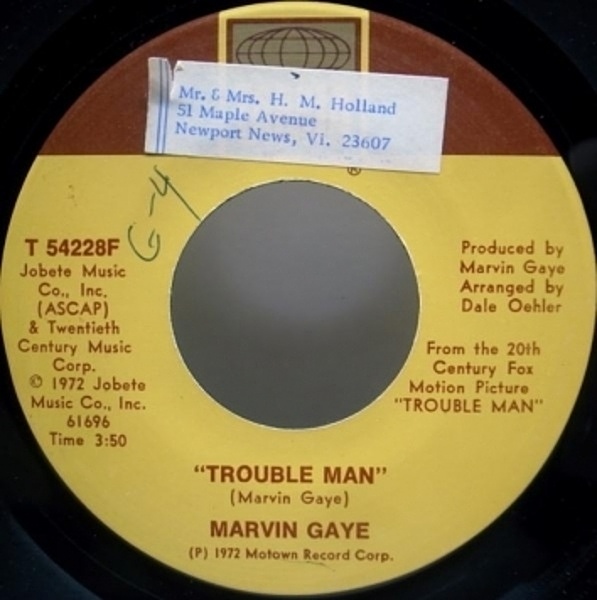 Mr. & Mrs. H. M. Holland
51 Maple Avenue
Newport News, Vi. 23607
®
G-4
T 54228F
Jobete Music
Co., Inc.
(ASCAP)
& Twentieth
Century Music
Corp.
© 1972 Jobete
Music Co., Inc.
61696
Time 3:50
Produced by
Marvin Gaye
Arranged by
Dale Oehler
From the 20th
Century Fox
Motion Picture
"TROUBLE MAN"
"TROUBLE MAN"
(Marvin Gaye)
MARVIN GAYE
(P) 1972 Motown Record Corp.